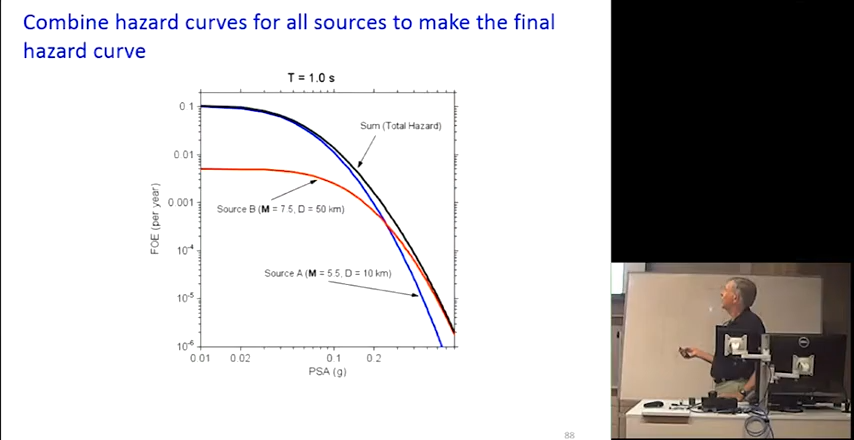 Combine hazard curves for all sources to make the final
hazard curve
T = 1.0 s
Sum (Total Hazard)
Source B (M = 7.5, D = 50 km)
Source A (M = 5.5, D = 10 km)
FOE (per year)
0.1
0.01
0.001
10-4
10-5
10-6
0.01 0.02 0.1 0.2
PSA (g)
88